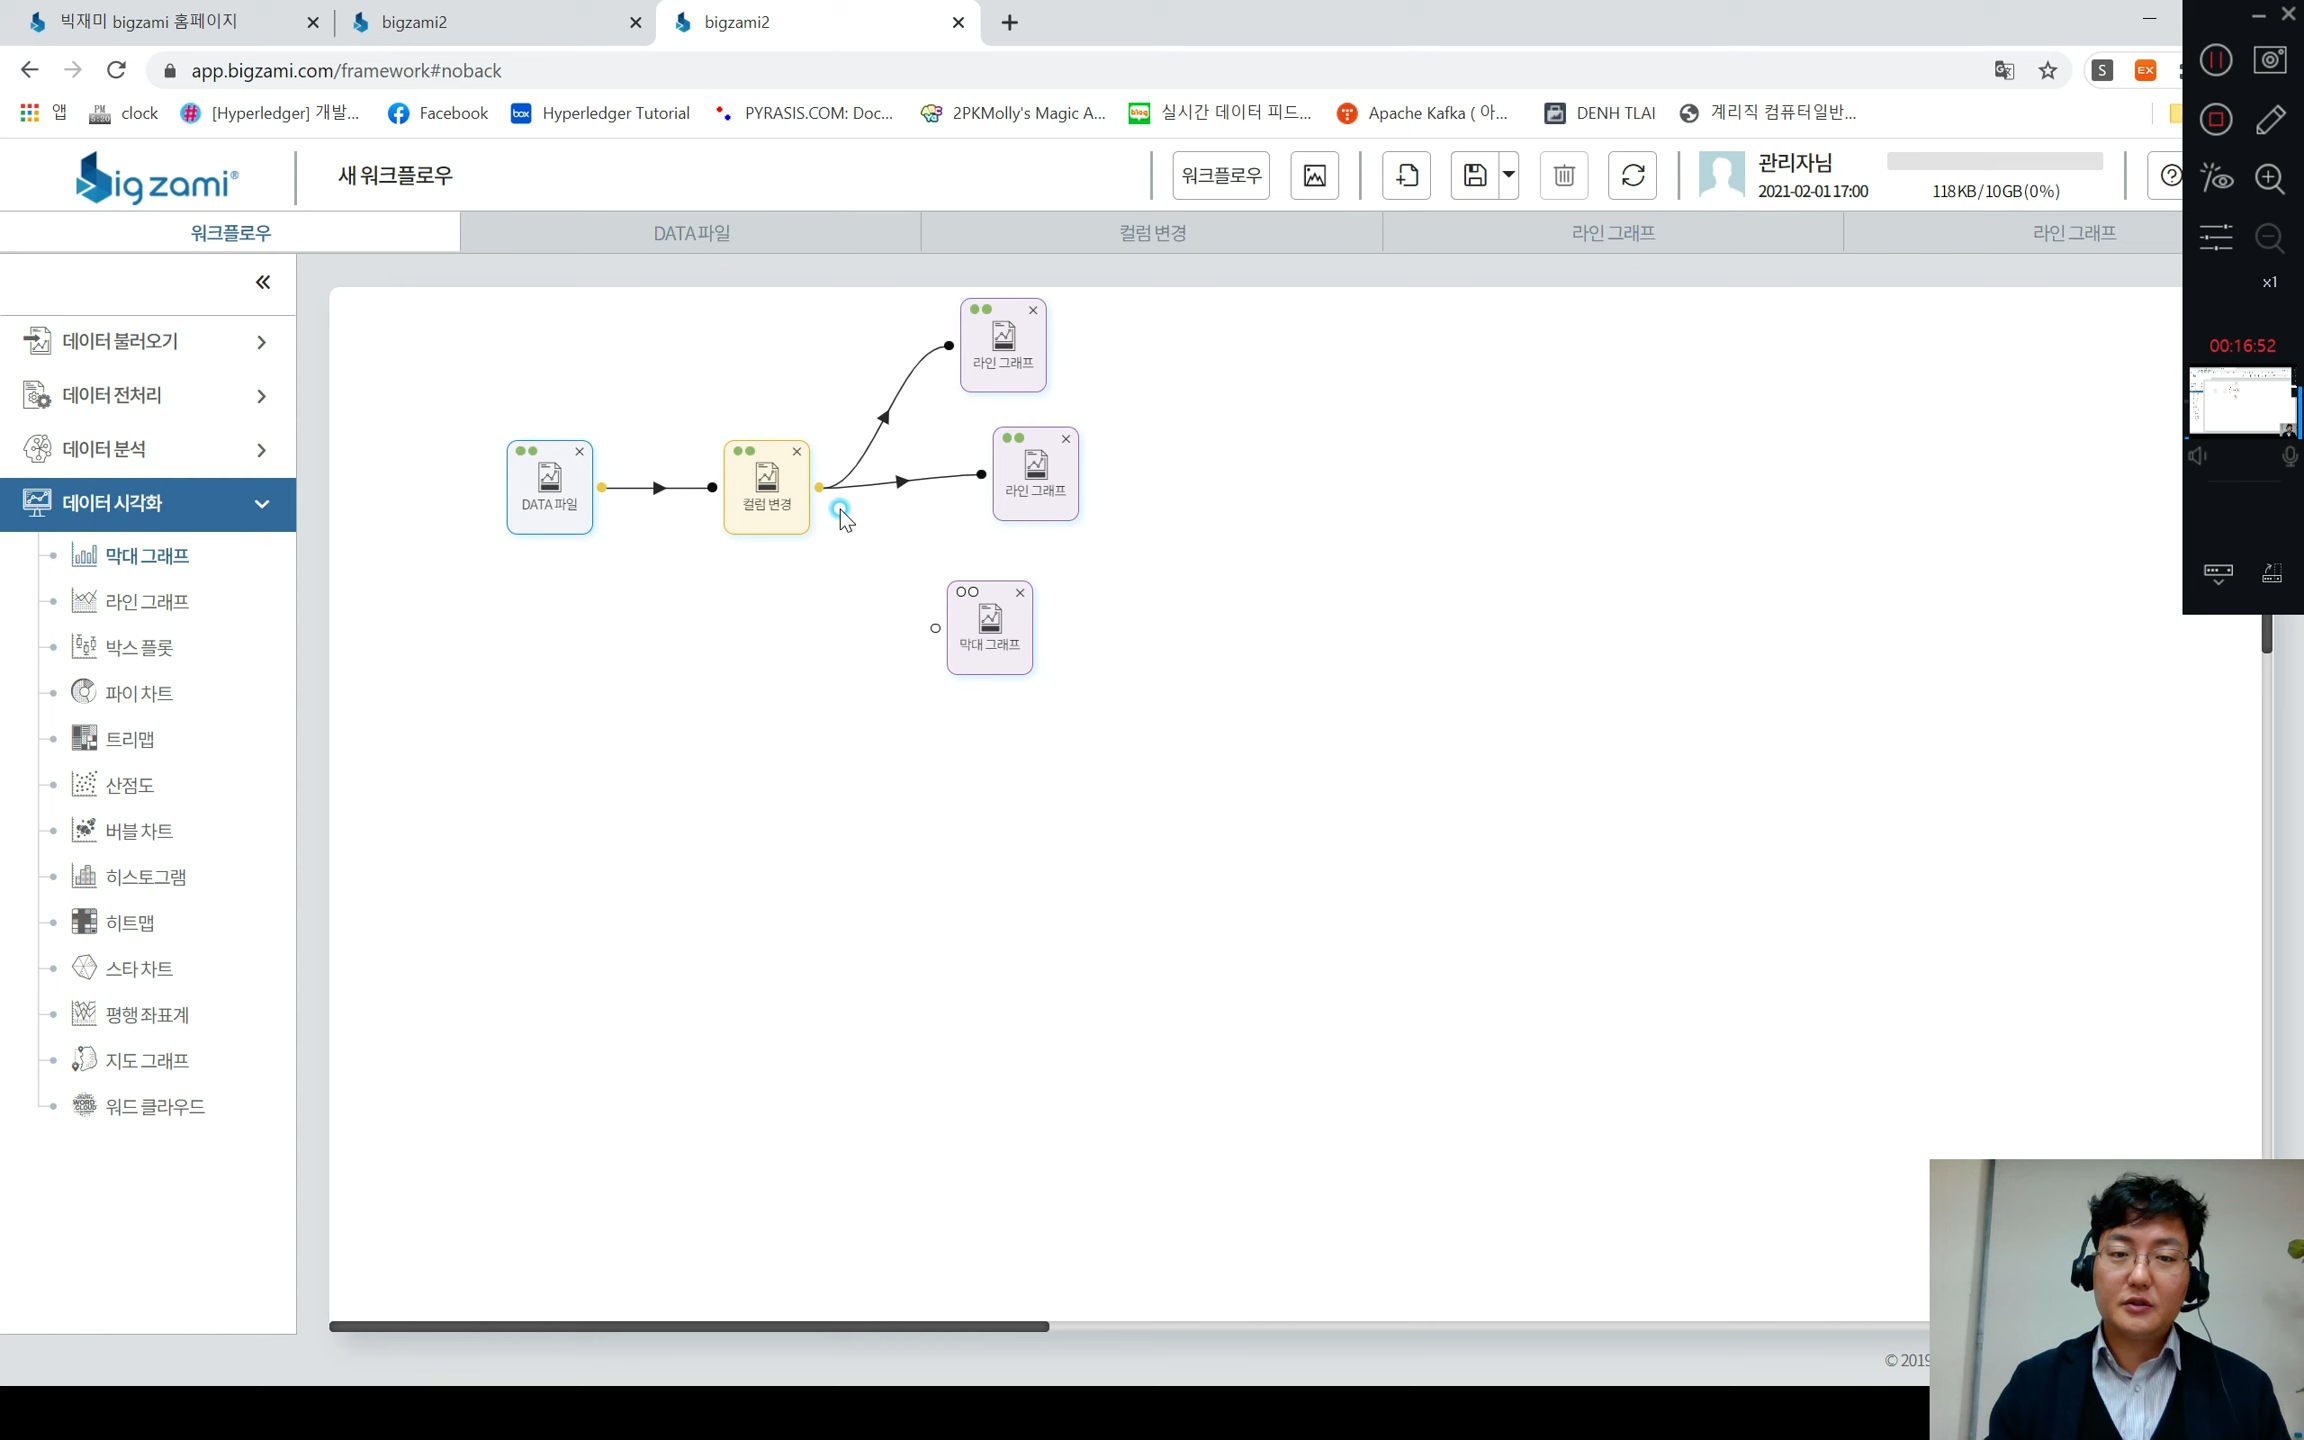 빅재미 bigzami 홈페이지
bigzami2
bigzami2
app.bigzami.com/framework#noback
앱
clock
[Hyperledger] 개발...
Facebook
Hyperledger Tutorial
PYRASIS.COM: Doc...
2PKMolly's Magic A...
실시간 데이터 피드...
Apache Kafka ( 아...
DENH TLAI
계리직 컴퓨터일반...
big zami
새 워크플로우
워크플로우
관리자님
2021-02-01 17:00
118KB/10GB(0%)
워크플로우
DATA파일
컬럼 변경
라인 그래프
라인 그래프
x1
00:16:52
데이터 불러오기
데이터 전처리
데이터 분석
데이터 시각화
막대 그래프
라인 그래프
박스 플롯
파이 차트
트리맵
산점도
버블 차트
히스토그램
히트맵
스타 차트
평행 좌표계
지도 그래프
워드 클라우드
라인 그래프
DATA 파일
컬럼 변경
라인 그래프
막대 그래프
© 2019